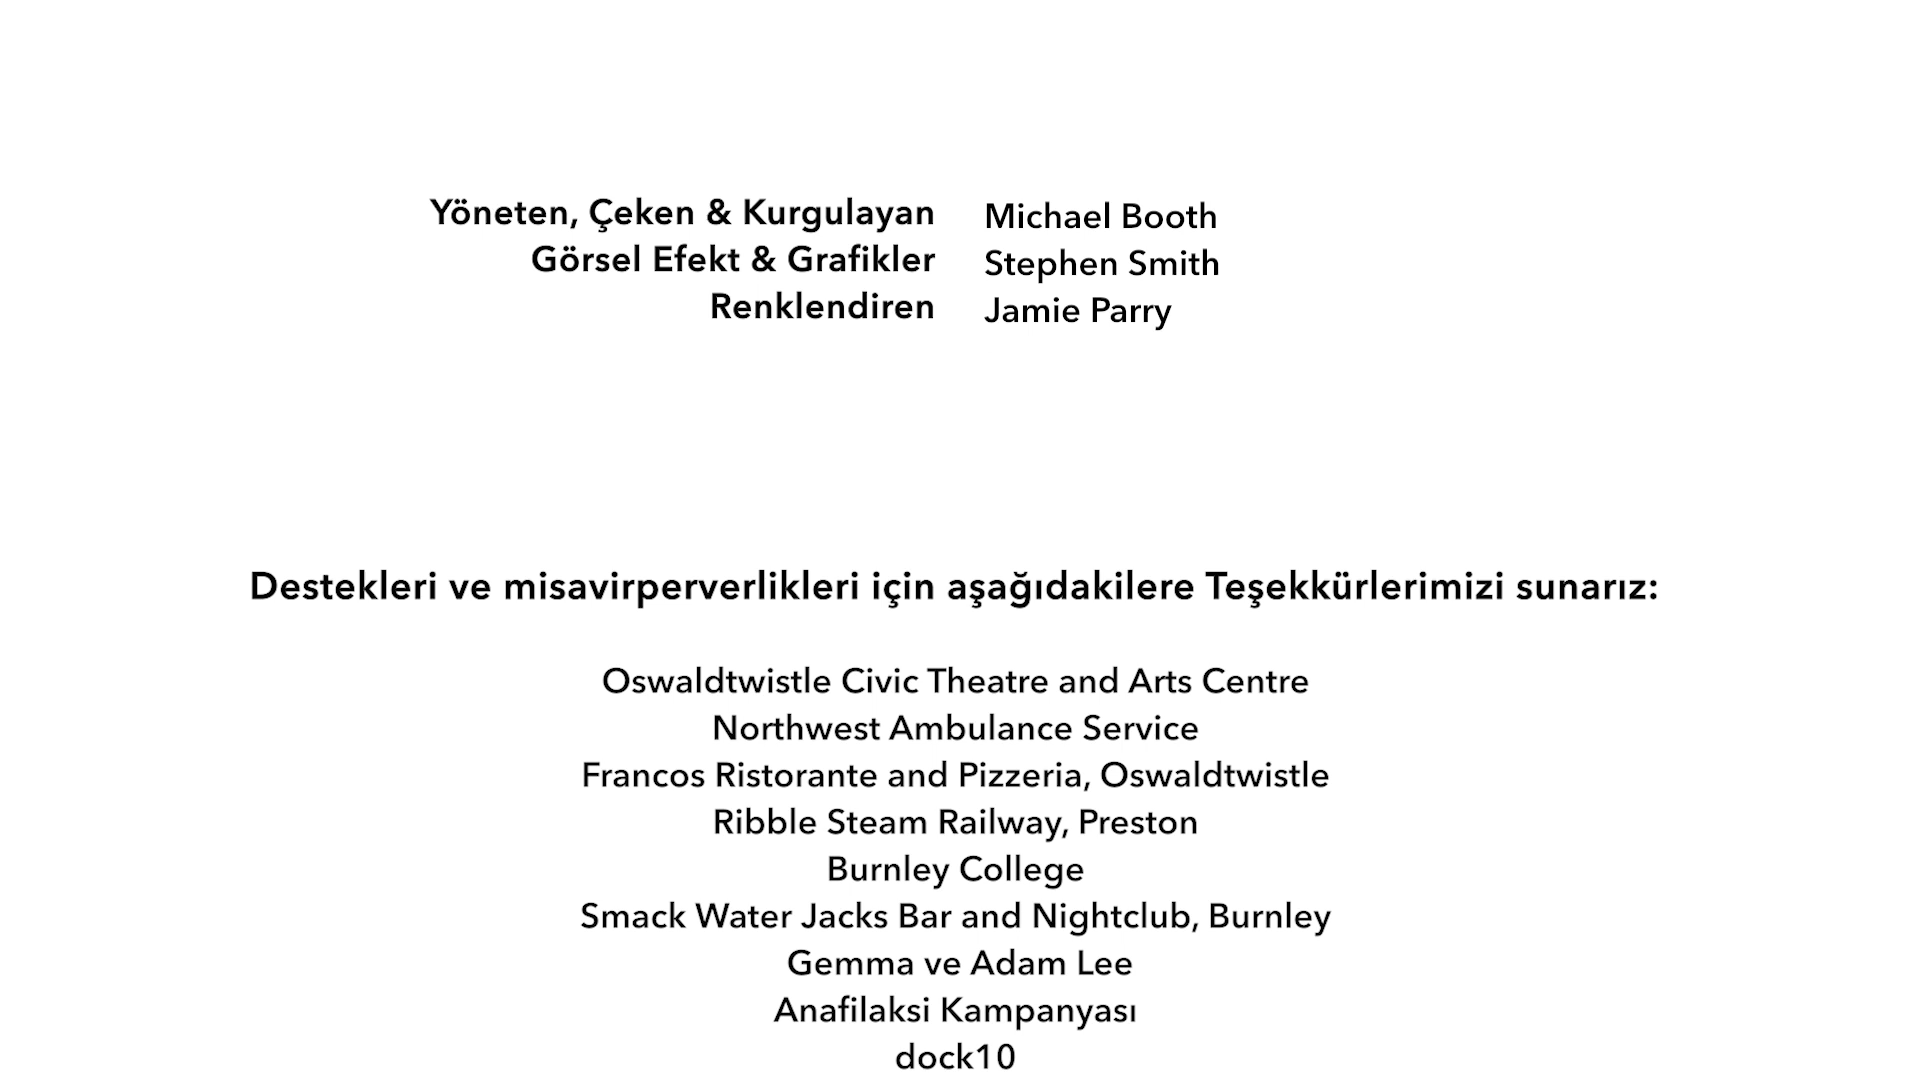 Yöneten, Çeken & Kurgulayan Michael Booth
Görsel Efekt & Grafikler Stephen Smith
Renklendiren Jamie Parry
Destekleri ve misavirperverlikleri için aşağıdakilere Teşekkürlerimizi sunarız:
Oswaldtwistle Civic Theatre and Arts Centre
Northwest Ambulance Service
Francos Ristorante and Pizzeria, Oswaldtwistle
Ribble Steam Railway, Preston
Burnley College
Smack Water Jacks Bar and Nightclub, Burnley
Gemma ve Adam Lee
Anafilaksi Kampanyası
dock10